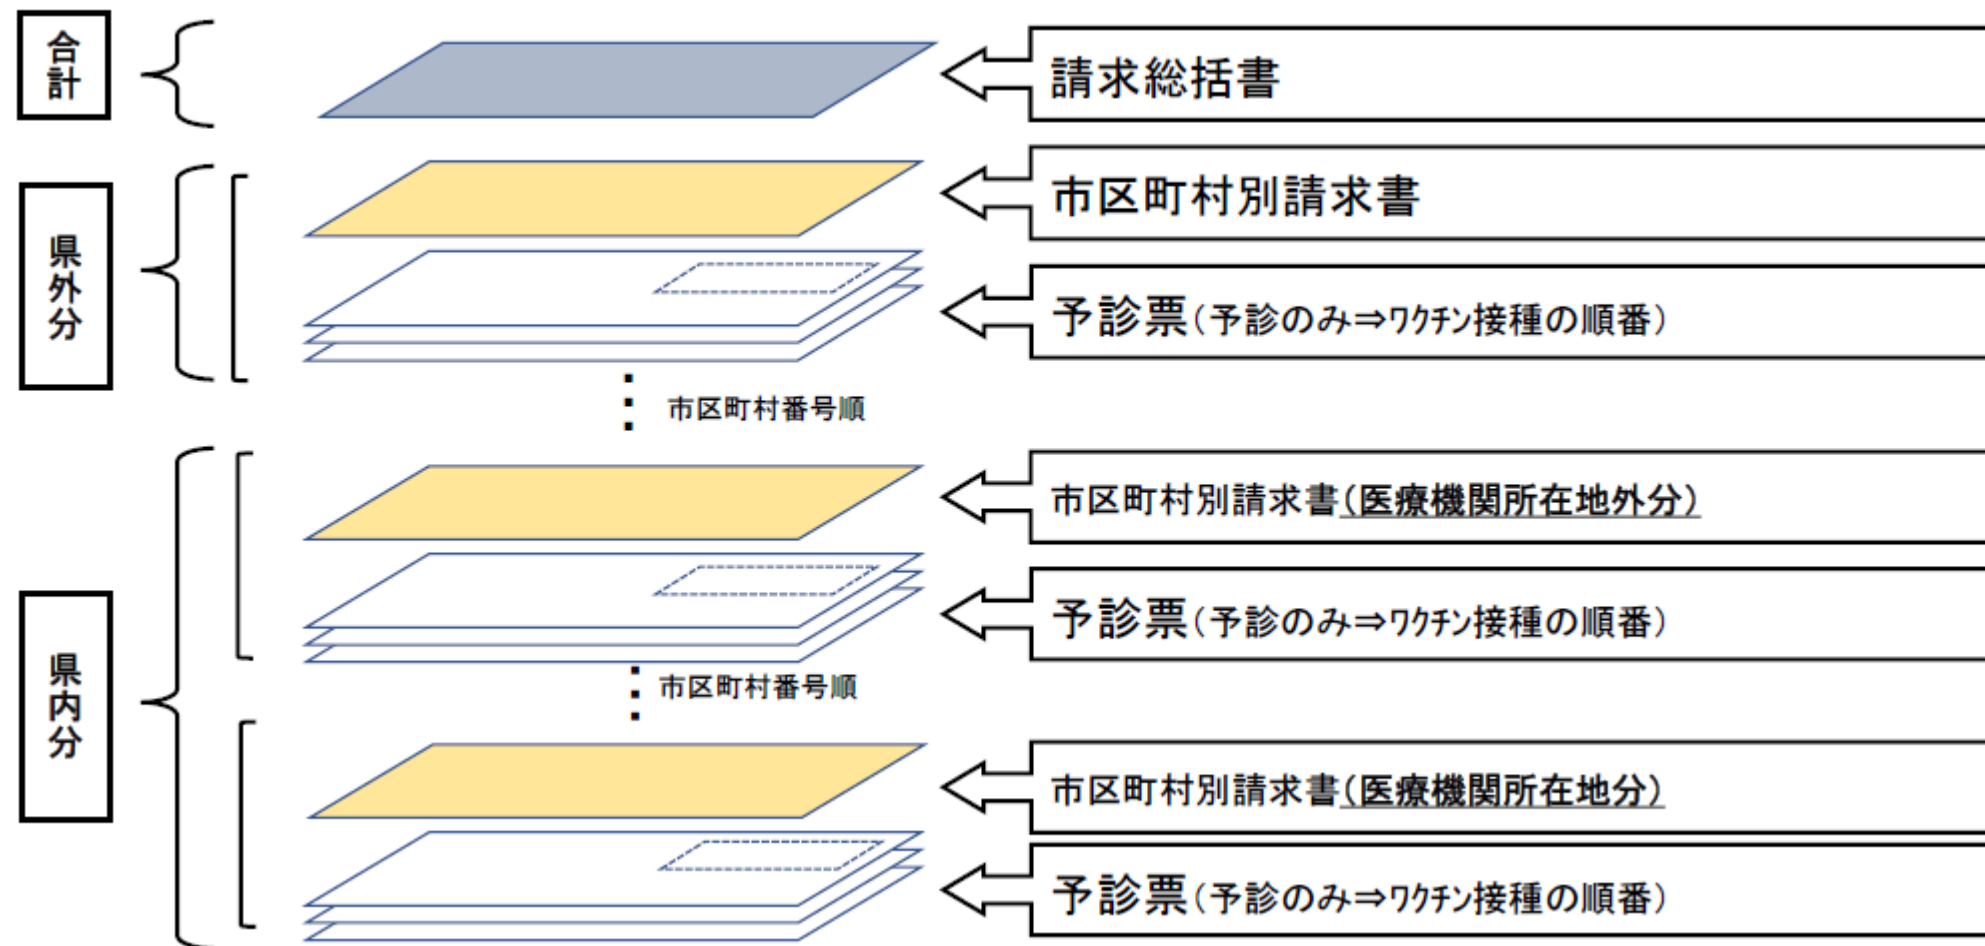 合計
請求総括書
県外分
市区町村別請求書
予診票(予診のみ⇒ワクチン接種の順番)
市区町村番号順
県内分
市区町村別請求書(医療機関所在地外分)
予診票(予診のみ⇒ワクチン接種の順番)
市区町村番号順
市区町村別請求書(医療機関所在地分)
予診票(予診のみ⇒ワクチン接種の順番)